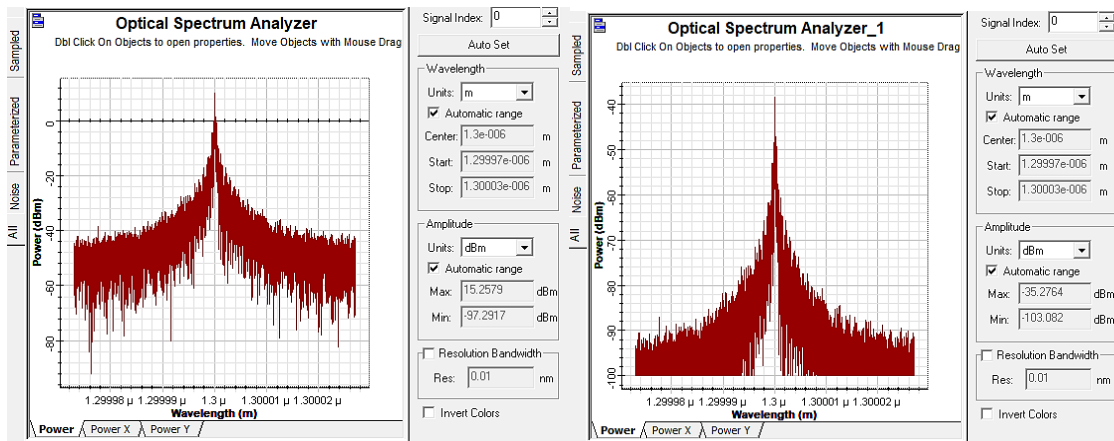 Optical Spectrum Analyzer
Dbl Click On Objects to open properties. Move Objects with Mouse Drag
Sampled
Parameterized
Noise
All
Power (dBm)
0
-20
-40
-60
-80
1.29998 µ 1.29999 µ 1.3 µ 1.30001 µ 1.30002 µ
Wavelength (m)
Power
Power X
Power Y
Signal Index: 0
Auto Set
Wavelength
Units: m
Automatic range
Center: 1.3e-006 m
Start: 1.29997e-006 m
Stop: 1.30003e-006 m
Amplitude
Units: dBm
Automatic range
Max: 15.2579 dBm
Min: -97.2917 dBm
Resolution Bandwidth
Res: 0.01 nm
Invert Colors
Optical Spectrum Analyzer_1
Dbl Click On Objects to open properties. Move Objects with Mouse Drag
Sampled
Parameterized
Noise
All
Power (dBm)
-40
-50
-60
-70
-80
-90
-100
1.29998 µ 1.29999 µ 1.3 µ 1.30001 µ 1.30002 µ
Wavelength (m)
Power
Power X
Power Y
Signal Index: 0
Auto Set
Wavelength
Units: m
Automatic range
Center: 1.3e-006 m
Start: 1.29997e-006 m
Stop: 1.30003e-006 m
Amplitude
Units: dBm
Automatic range
Max: -35.2764 dBm
Min: -103.082 dBm
Resolution Bandwidth
Res: 0.01 nm
Invert Colors